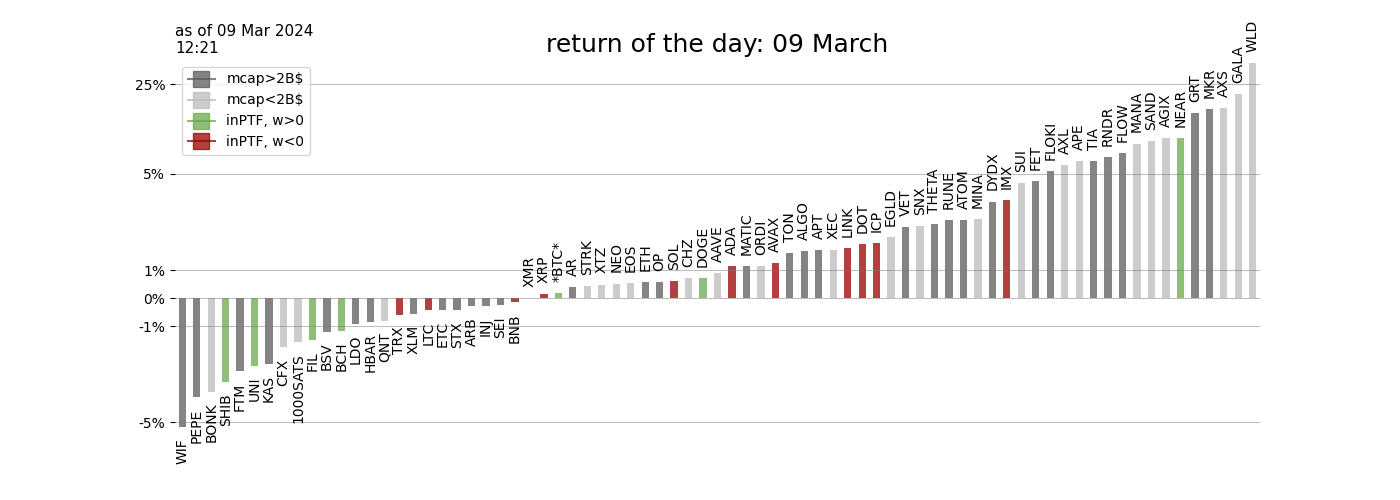 as of 09 Mar 2024
12:21
return of the day: 09 March
mcap>2B$
mcap<2B$
inPTF, w>0
inPTF, w<0
25%
5%
1%
0%
-1%
-5%
WIF
PEPE
BONK
SHIB
FTM
UNI
KAS
CFX
1000SATS
FIL
BSV
BCH
LDO
HBAR
QNT
TRX
XLM
LTC
ETC
STX
ARB
INJ
SEI
BNB
XMR
XRP
*BTC*
AR
STRK
XTZ
NEO
EOS
ETH
OP
SOL
CHZ
DOGE
AAVE
ADA
MATIC
ORDI
AVAX
TON
ALGO
APT
XEC
LINK
DOT
ICP
EGLD
VET
SNX
THETA
RUNE
ATOM
MINA
DYDX
IMX
SUI
FET
FLOKI
AXL
APE
TIA
RNDR
FLOW
MANA
SAND
AGIX
NEAR
GRT
MKR
AXS
GALA
WLD